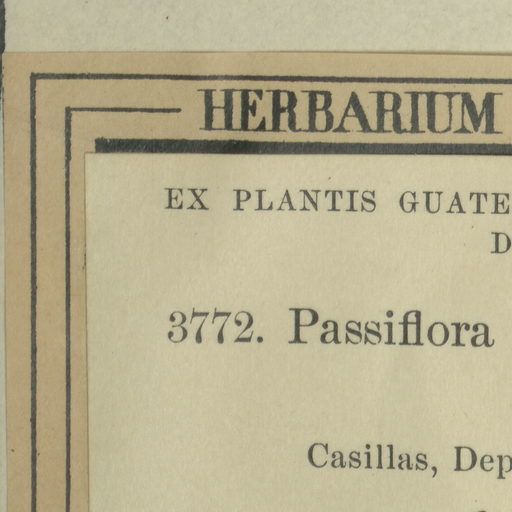 HERBARIUM
EX PLANTIS GUATE
D
3772. Passiflora
Casillas, Dep